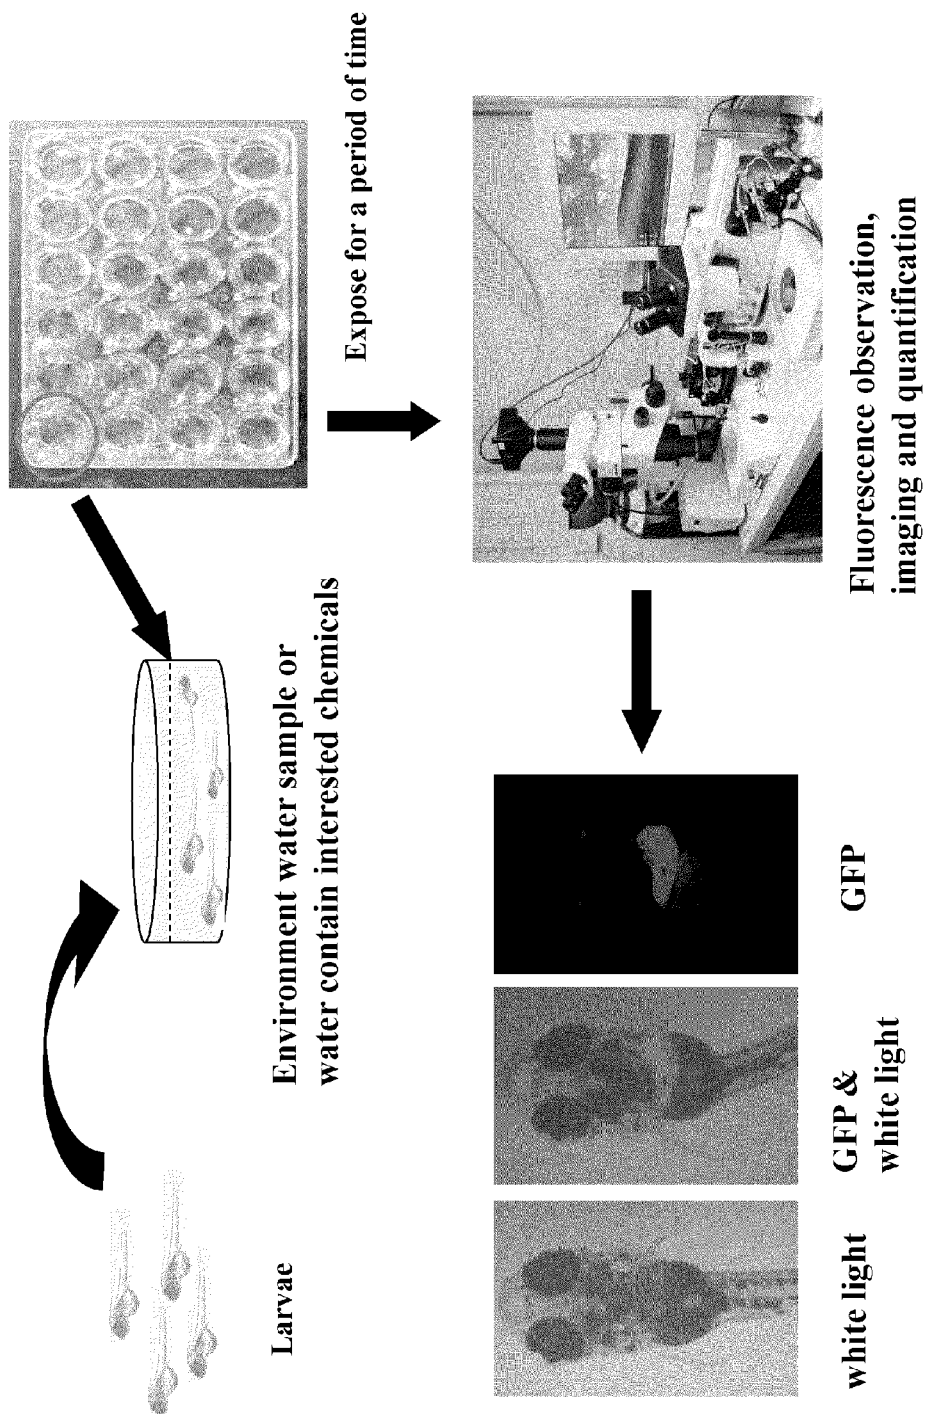 Larvae
Environment water sample or
water contain interested chemicals
Expose for a period of time
white light
GFP &
white light
GFP
Fluorescence observation,
imaging and quantification